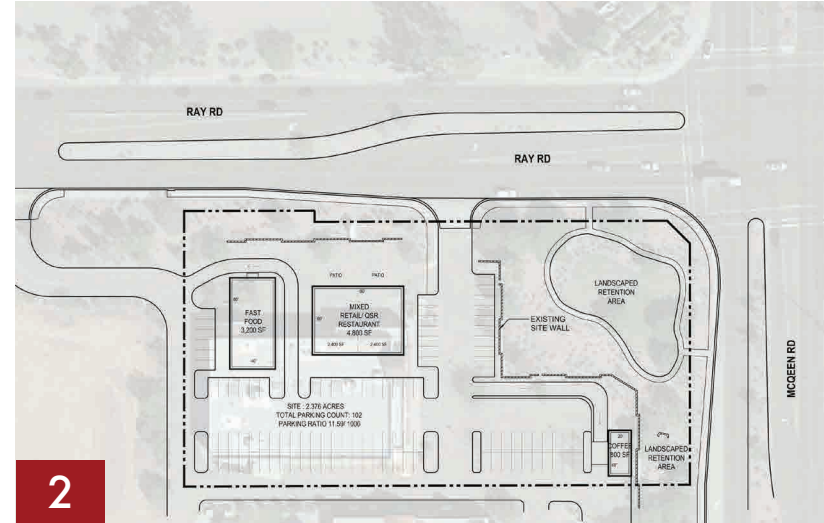 RAY RD
RAY RD
MCQEEN RD
PATIO
PATIO
LANDSCAPED
RETENTION
AREA
FAST
FOOD
3,200 SF
MIXED
RETAIL/ QSR
RESTAURANT
4,800 SF
2,400 SF
2,400 SF
EXISTING
SITE WALL
SITE : 2.376 ACRES
TOTAL PARKING COUNT: 102
PARKING RATIO 11.59/ 1000
COFFEE
800 SF
LANDSCAPED
RETENTION
AREA
2